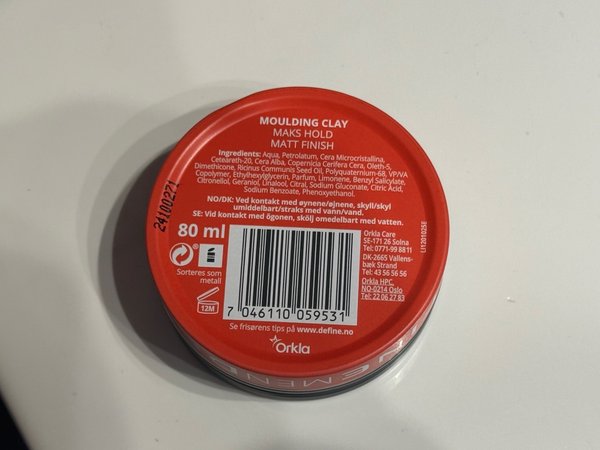 MOULDING CLAY
MAKS HOLD
MATT FINISH
Ingredients: Aqua, Petrolatum, Cera Microcristallina,
Ceteareth-20, Cera Alba, Copernicia Cerifera Cera, Oleth-5,
Dimethicone, Ricinus Communis Seed Oil, Polyquaternium-68, VP/VA
Copolymer, Ethylhexylglycerin, Parfum, Limonene, Benzyl Salicylate,
Citronellol, Geraniol, Linalool, Citral, Sodium Gluconate, Citric Acid,
Sodium Benzoate, Phenoxyethanol.
NO/DK: Ved kontakt med øynene/øjnene, skyll/skyl
umiddelbart/straks med vann/vand.
SE: Vid kontakt med ögonen, skölj omedelbart med vatten.
24100271
80 ml
Sorteres som
metall
12M
7 046110 059531
Orkla Care
SE-171 26 Solna
Tel: 0771-99 88 11
DK-2665 Vallens-
bæk Strand
Tel: 43 56 56 56
Orkla HPC,
NO-0214 Oslo
Tel: 22 06 27 83
LI1201025E
Se frisørens tips på www.define.no
Orkla